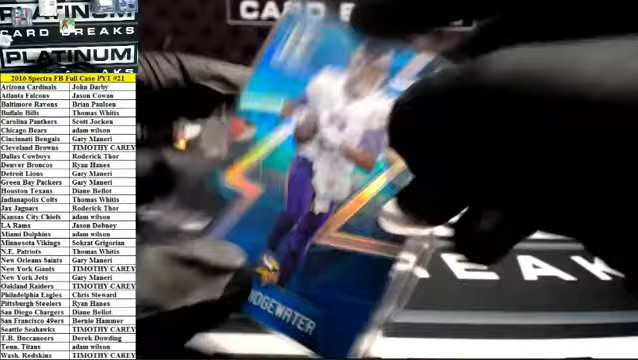 PLATINUM
CARD BREAKS
PLATINUM
2016 Spectra FB Full Case PYT #21
Arizona Cardinals John Darby
Atlanta Falcons Jason Cowan
Baltimore Ravens Brian Paulsen
Buffalo Bills Thomas Whitis
Carolina Panthers Scott Jocken
Chicago Bears adam wilson
Cincinnati Bengals Gary Maneri
Cleveland Browns TIMOTHY CAREY
Dallas Cowboys Roderick Thor
Denver Broncos Ryan Hanes
Detroit Lions Gary Maneri
Green Bay Packers Gary Maneri
Houston Texans Diane Bellot
Indianapolis Colts Thomas Whitis
Jax Jaguars Roderick Thor
Kansas City Chiefs adam wilson
LA Rams Jason Debney
Miami Dolphins adam wilson
Minnesota Vikings Sokrat Grigorian
N.E. Patriots Thomas Whitis
New Orleans Saints Gary Maneri
New York Giants TIMOTHY CAREY
New York Jets Gary Maneri
Oakland Raiders TIMOTHY CAREY
Philadelphia Eagles Chris Steward
Pittsburgh Steelers Ryan Hanes
San Diego Chargers Diane Bellot
San Francisco 49ers Bernie Hammer
Seattle Seahawks TIMOTHY CAREY
T.B. Buccaneers Derek Dowding
Tenn. Titans adam wilson
Wash. Redskins TIMOTHY CAREY
CARD B
DGEWATER
EAK